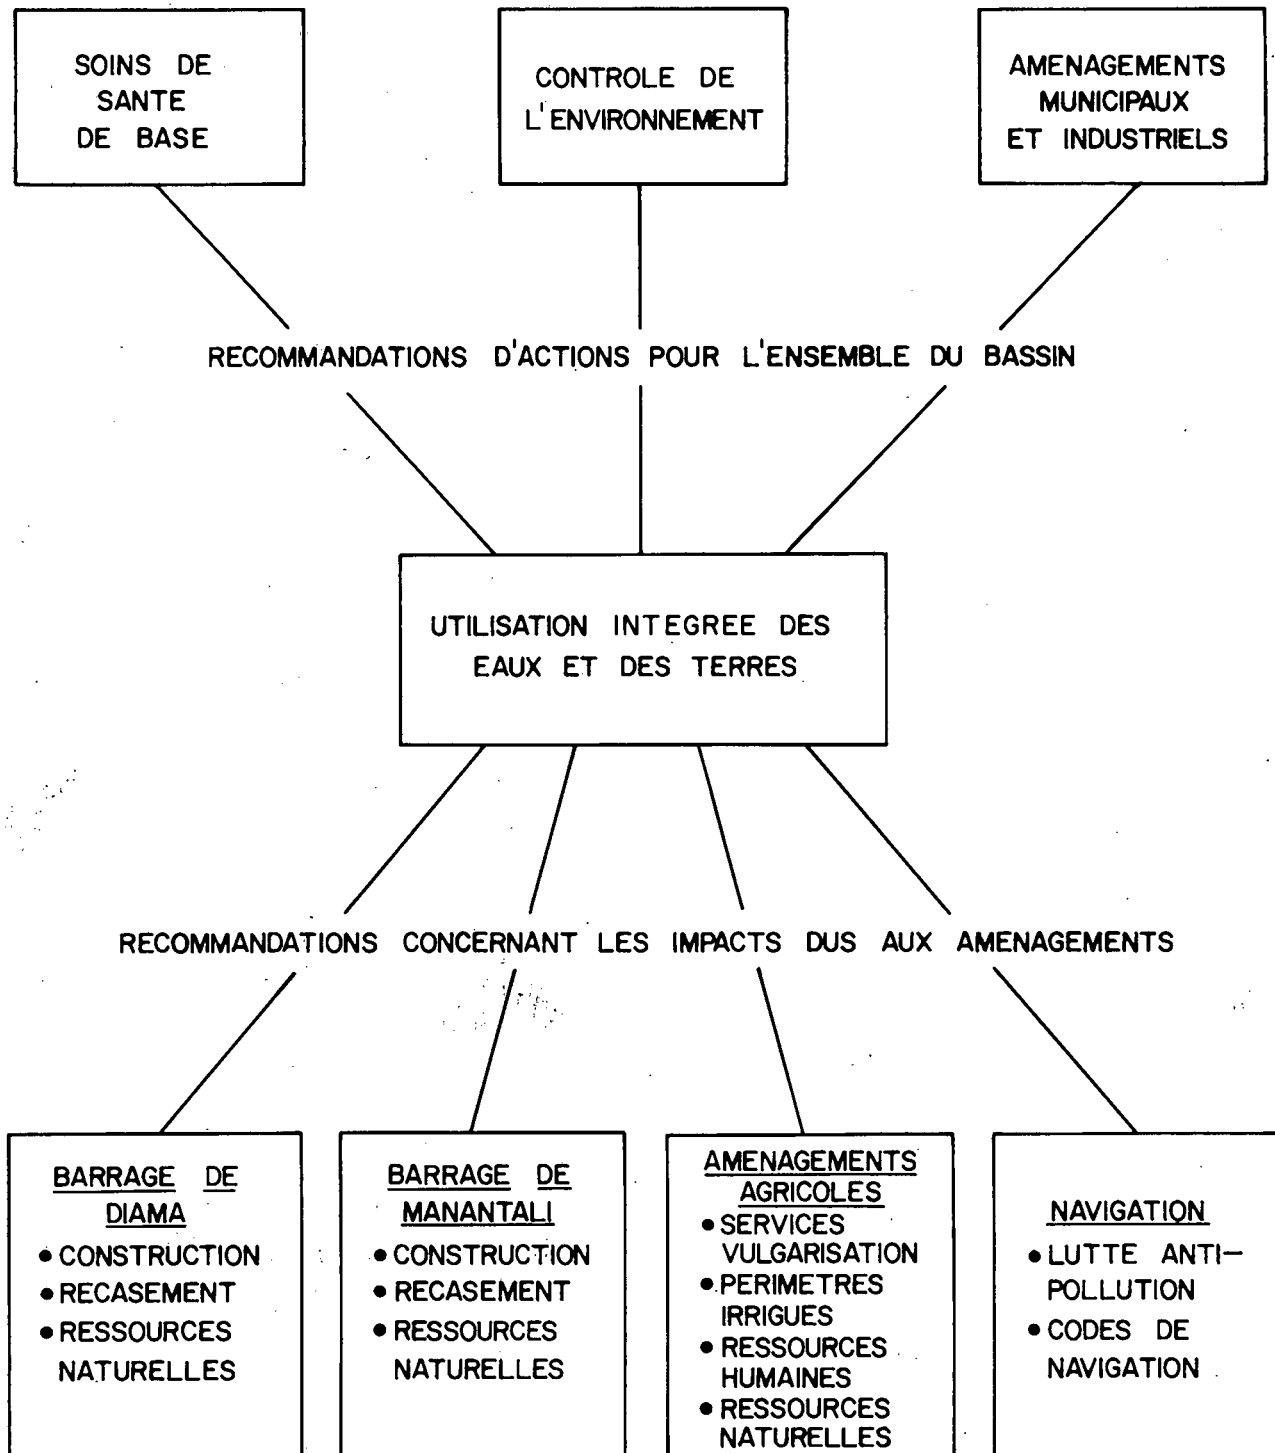 SOINS DE
SANTE
DE BASE
CONTROLE DE
L'ENVIRONNEMENT
AMENAGEMENTS
MUNICIPAUX
ET INDUSTRIELS
RECOMMANDATIONS D'ACTIONS POUR L'ENSEMBLE DU BASSIN
UTILISATION INTEGREE DES
EAUX ET DES TERRES
RECOMMANDATIONS CONCERNANT LES IMPACTS DUS AUX AMENAGEMENTS
BARRAGE DE
DIAMA
• CONSTRUCTION
• RECASEMENT
• RESSOURCES
NATURELLES
BARRAGE DE
MANANTALI
• CONSTRUCTION
• RECASEMENT
• RESSOURCES
NATURELLES
AMENAGEMENTS
AGRICOLES
• SERVICES
VULGARISATION
• PERIMETRES
IRRIGUES
• RESSOURCES
HUMAINES
• RESSOURCES
NATURELLES
NAVIGATION
• LUTTE ANTI-
POLLUTION
• CODES DE
NAVIGATION